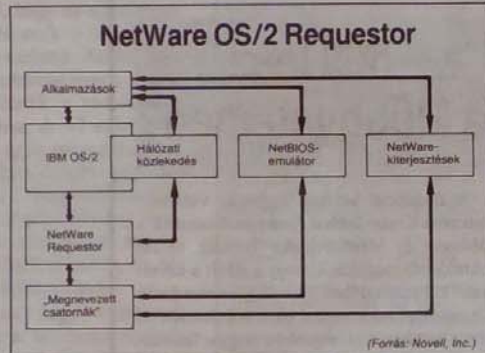 NetWare OS/2 Requestor
Alkalmazások
IBM OS/2
Hálózati
közlekedés
NetBIOS-
emulátor
NetWare-
kiterjesztések
NetWare
Requestor
„Megnevezett
csatornák”
(Forrás: Novell, Inc.)